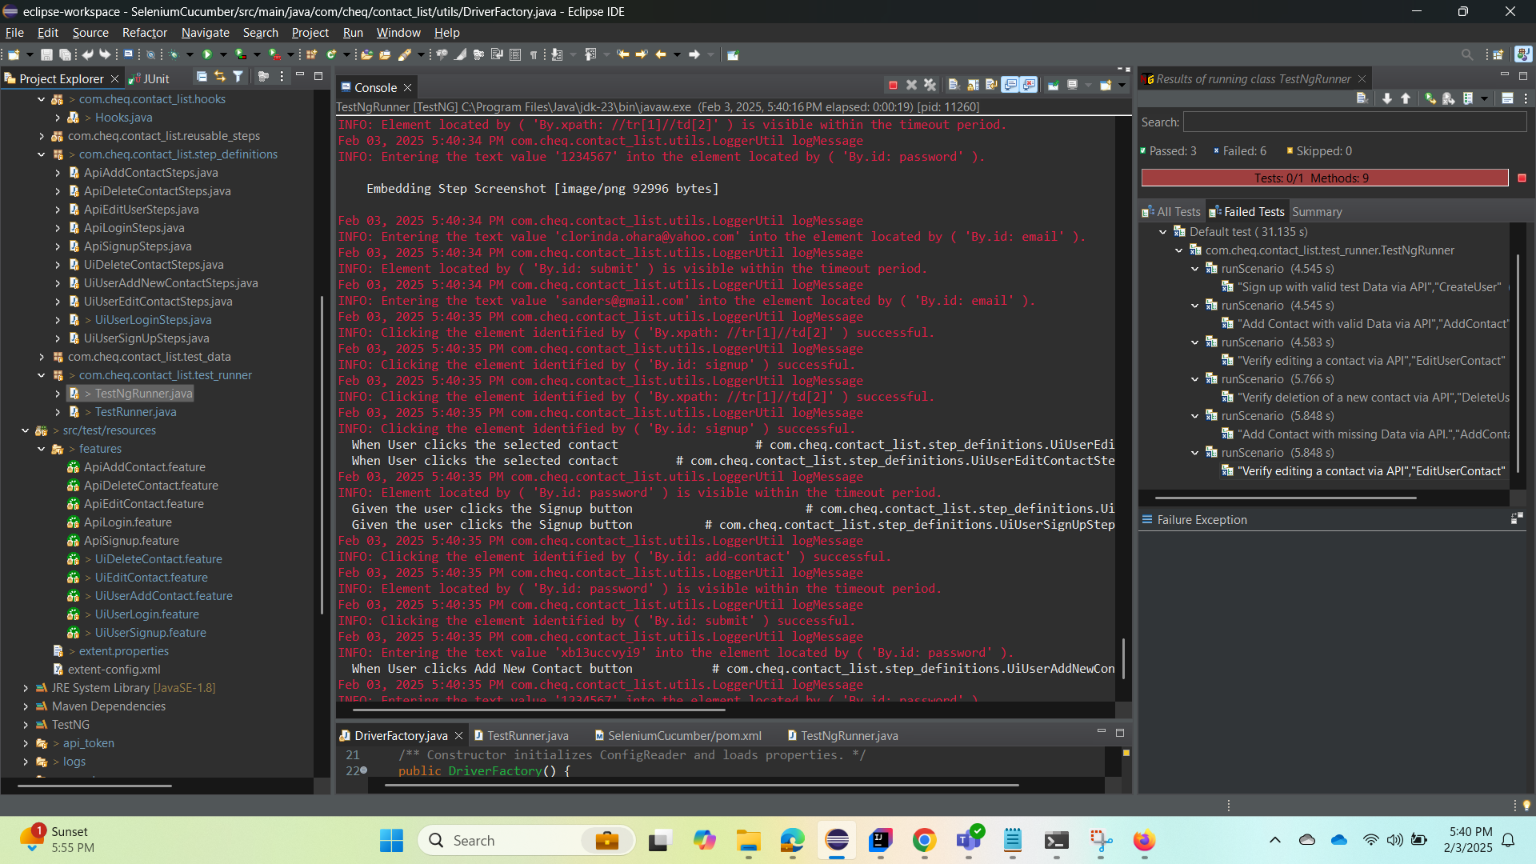 eclipse-workspace - SeleniumCucumber/src/main/java/com/cheq/contact_list/utils/DriverFactory.java - Eclipse IDE
File Edit Source Refactor Navigate Search Project Run Window Help
Project Explorer
JUnit
> com.cheq.contact_list.hooks
> Hooks.java
com.cheq.contact_list.reusable_steps
> com.cheq.contact_list.step_definitions
ApiAddContactSteps.java
ApiDeleteContactSteps.java
ApiEditUserSteps.java
ApiLoginSteps.java
ApiSignupSteps.java
UiDeleteContactSteps.java
UiUserAddNewContactSteps.java
UiUserEditContactSteps.java
> UiUserLoginSteps.java
UiUserSignUpSteps.java
com.cheq.contact_list.test_data
> com.cheq.contact_list.test_runner
> TestNgRunner.java
> TestRunner.java
> src/test/resources
> features
ApiAddContact.feature
ApiDeleteContact.feature
ApiEditContact.feature
ApiLogin.feature
ApiSignup.feature
> UiDeleteContact.feature
> UiEditContact.feature
> UiUserAddContact.feature
> UiUserLogin.feature
> UiUserSignup.feature
> extent.properties
extent-config.xml
JRE System Library [JavaSE-1.8]
Maven Dependencies
TestNG
> api_token
> logs
Console
TestNgRunner [TestNG] C:\Program Files\Java\jdk-23\bin\javaw.exe (Feb 3, 2025, 5:40:16 PM elapsed: 0:00:19) [pid: 11260]
INFO: Element located by ( 'By.xpath: //tr[1]//td[2]' ) is visible within the timeout period.
Feb 03, 2025 5:40:34 PM com.cheq.contact_list.utils.LoggerUtil logMessage
INFO: Entering the text value '1234567' into the element located by ( 'By.id: password' ).
Embedding Step Screenshot [image/png 92996 bytes]
Feb 03, 2025 5:40:34 PM com.cheq.contact_list.utils.LoggerUtil logMessage
INFO: Entering the text value 'clorinda.ohara@yahoo.com' into the element located by ( 'By.id: email' ).
Feb 03, 2025 5:40:34 PM com.cheq.contact_list.utils.LoggerUtil logMessage
INFO: Element located by ( 'By.id: submit' ) is visible within the timeout period.
Feb 03, 2025 5:40:34 PM com.cheq.contact_list.utils.LoggerUtil logMessage
INFO: Entering the text value 'sanders@gmail.com' into the element located by ( 'By.id: email' ).
Feb 03, 2025 5:40:34 PM com.cheq.contact_list.utils.LoggerUtil logMessage
INFO: Clicking the element identified by ( 'By.xpath: //tr[1]//td[2]' ) successful.
Feb 03, 2025 5:40:35 PM com.cheq.contact_list.utils.LoggerUtil logMessage
INFO: Clicking the element identified by ( 'By.id: signup' ) successful.
Feb 03, 2025 5:40:35 PM com.cheq.contact_list.utils.LoggerUtil logMessage
INFO: Clicking the element identified by ( 'By.xpath: //tr[1]//td[2]' ) successful.
Feb 03, 2025 5:40:35 PM com.cheq.contact_list.utils.LoggerUtil logMessage
INFO: Clicking the element identified by ( 'By.id: signup' ) successful.
When User clicks the selected contact # com.cheq.contact_list.step_definitions.UiUserEdi
When User clicks the selected contact # com.cheq.contact_list.step_definitions.UiUserEditContactSte
Feb 03, 2025 5:40:35 PM com.cheq.contact_list.utils.LoggerUtil logMessage
INFO: Element located by ( 'By.id: password' ) is visible within the timeout period.
Given the user clicks the Signup button # com.cheq.contact_list.step_definitions.Ui
Given the user clicks the Signup button # com.cheq.contact_list.step_definitions.UiUserSignUpStep
Feb 03, 2025 5:40:35 PM com.cheq.contact_list.utils.LoggerUtil logMessage
INFO: Clicking the element identified by ( 'By.id: add-contact' ) successful.
Feb 03, 2025 5:40:35 PM com.cheq.contact_list.utils.LoggerUtil logMessage
INFO: Element located by ( 'By.id: password' ) is visible within the timeout period.
Feb 03, 2025 5:40:35 PM com.cheq.contact_list.utils.LoggerUtil logMessage
INFO: Clicking the element identified by ( 'By.id: submit' ) successful.
Feb 03, 2025 5:40:35 PM com.cheq.contact_list.utils.LoggerUtil logMessage
INFO: Entering the text value 'xb13uccvyi9' into the element located by ( 'By.id: password' ).
When User clicks Add New Contact button # com.cheq.contact_list.step_definitions.UiUserAddNewCon
Feb 03, 2025 5:40:35 PM com.cheq.contact_list.utils.LoggerUtil logMessage
INFO: Entering the text value '1234567' into the element located by ( 'By.id: password' )
DriverFactory.java
TestRunner.java
SeleniumCucumber/pom.xml
TestNgRunner.java
21 /** Constructor initializes ConfigReader and loads properties. */
22 public DriverFactory() {
Results of running class TestNgRunner
Search:
Passed: 3 Failed: 6 Skipped: 0
Tests: 0/1 Methods: 9
All Tests Failed Tests Summary
Default test ( 31.135 s)
com.cheq.contact_list.test_runner.TestNgRunner
runScenario (4.545 s)
"Sign up with valid test Data via API","CreateUser" (
runScenario (4.545 s)
"Add Contact with valid Data via API","AddContact"
runScenario (4.583 s)
"Verify editing a contact via API","EditUserContact"
runScenario (5.766 s)
"Verify deletion of a new contact via API","DeleteUs
runScenario (5.848 s)
"Add Contact with missing Data via API.","AddConta
runScenario (5.848 s)
"Verify editing a contact via API","EditUserContact"
Failure Exception
1
Sunset
5:55 PM
Search
5:40 PM
2/3/2025